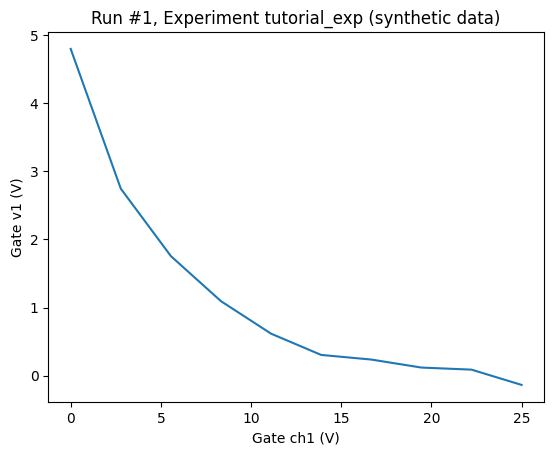 Run #1, Experiment tutorial_exp (synthetic data)
5
4
3
2
1
0
Gate v1 (V)
0 5 10 15 20 25
Gate ch1 (V)